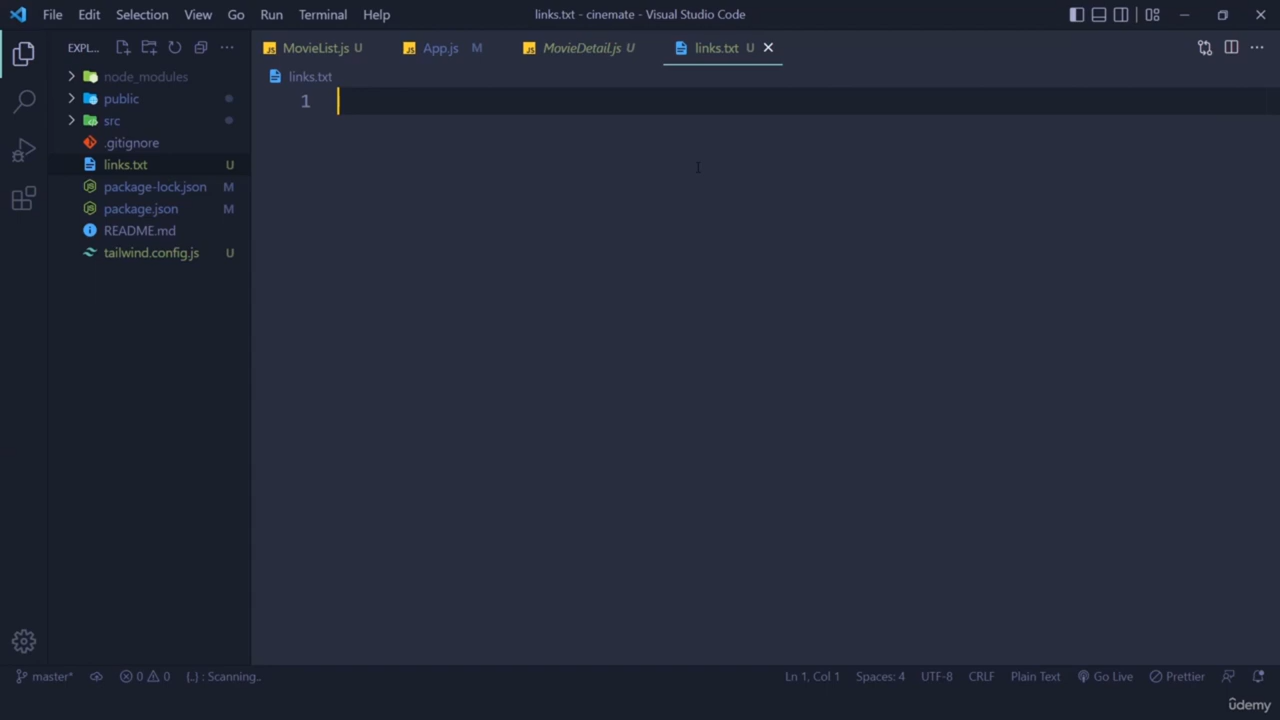 File Edit Selection View Go Run Terminal Help
links.txt - cinemate - Visual Studio Code
EXPL...
MovieList.js U
App.js M
MovieDetail.js U
links.txt U
links.txt
1
node_modules
public
src
.gitignore
links.txt U
package-lock.json M
package.json M
README.md
tailwind.config.js U
master* 0 0 {..} : Scanning.. Ln 1, Col 1 Spaces: 4 UTF-8 CRLF Plain Text Go Live Prettier
ûdemy